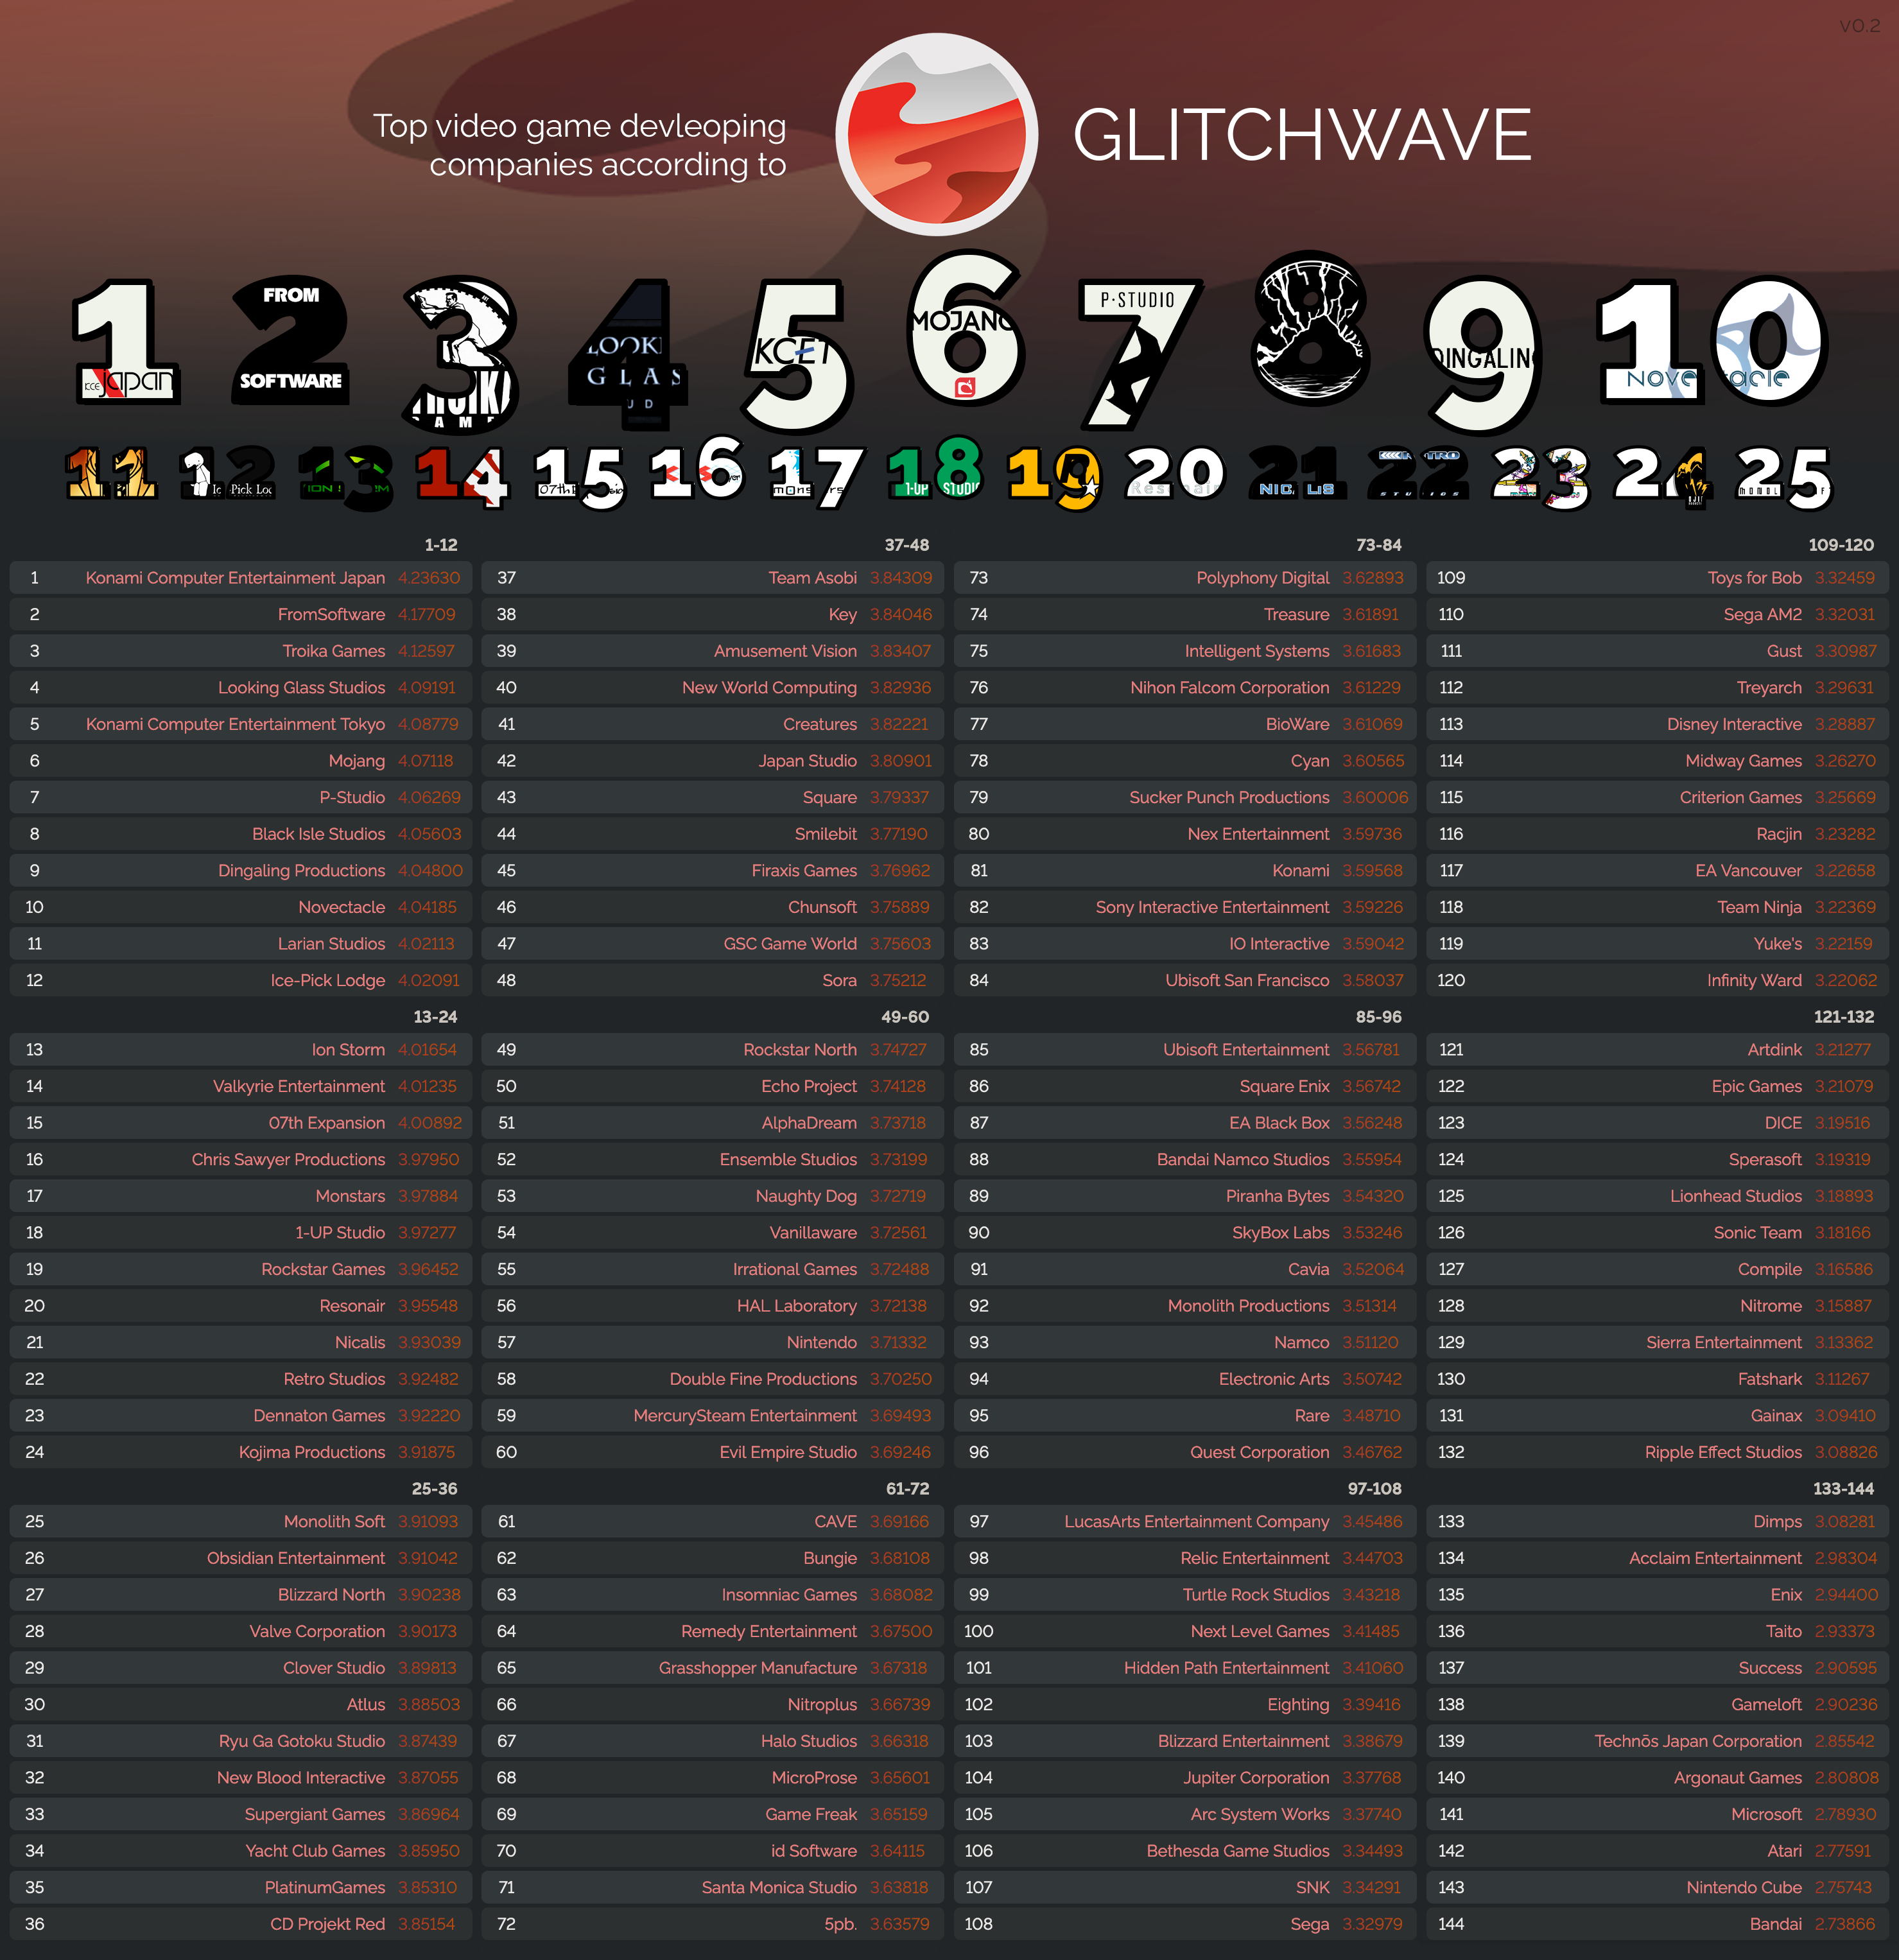 v0.2
Top video game devleoping
companies according to
GLITCHWAVE
KCE Japan
FROM
SOFTWARE
MOJANG
KCET
P·STUDIO
DINGALING
1-12
1 Konami Computer Entertainment Japan 4.23630
2 FromSoftware 4.17709
3 Troika Games 4.12597
4 Looking Glass Studios 4.09191
5 Konami Computer Entertainment Tokyo 4.08779
6 Mojang 4.07118
7 P-Studio 4.06269
8 Black Isle Studios 4.05603
9 Dingaling Productions 4.04800
10 Novectacle 4.04185
11 Larian Studios 4.02113
12 Ice-Pick Lodge 4.02091
13-24
13 Ion Storm 4.01654
14 Valkyrie Entertainment 4.01235
15 07th Expansion 4.00892
16 Chris Sawyer Productions 3.97950
17 Monstars 3.97884
18 1-UP Studio 3.97277
19 Rockstar Games 3.96452
20 Resonair 3.95548
21 Nicalis 3.93039
22 Retro Studios 3.92482
23 Dennaton Games 3.92220
24 Kojima Productions 3.91875
25-36
25 Monolith Soft 3.91093
26 Obsidian Entertainment 3.91042
27 Blizzard North 3.90238
28 Valve Corporation 3.90173
29 Clover Studio 3.89813
30 Atlus 3.88503
31 Ryu Ga Gotoku Studio 3.87439
32 New Blood Interactive 3.87055
33 Supergiant Games 3.86964
34 Yacht Club Games 3.85950
35 PlatinumGames 3.85310
36 CD Projekt Red 3.85154
37-48
37 Team Asobi 3.84309
38 Key 3.84046
39 Amusement Vision 3.83407
40 New World Computing 3.82936
41 Creatures 3.82221
42 Japan Studio 3.80901
43 Square 3.79337
44 Smilebit 3.77190
45 Firaxis Games 3.76962
46 Chunsoft 3.75889
47 GSC Game World 3.75603
48 Sora 3.75212
49-60
49 Rockstar North 3.74727
50 Echo Project 3.74128
51 AlphaDream 3.73718
52 Ensemble Studios 3.73199
53 Naughty Dog 3.72719
54 Vanillaware 3.72561
55 Irrational Games 3.72488
56 HAL Laboratory 3.72138
57 Nintendo 3.71332
58 Double Fine Productions 3.70250
59 MercurySteam Entertainment 3.69493
60 Evil Empire Studio 3.69246
61-72
61 CAVE 3.69166
62 Bungie 3.68108
63 Insomniac Games 3.68082
64 Remedy Entertainment 3.67500
65 Grasshopper Manufacture 3.67318
66 Nitroplus 3.66739
67 Halo Studios 3.66318
68 MicroProse 3.65601
69 Game Freak 3.65159
70 id Software 3.64115
71 Santa Monica Studio 3.63818
72 5pb. 3.63579
73-84
73 Polyphony Digital 3.62893
74 Treasure 3.61891
75 Intelligent Systems 3.61683
76 Nihon Falcom Corporation 3.61229
77 BioWare 3.61069
78 Cyan 3.60565
79 Sucker Punch Productions 3.60006
80 Nex Entertainment 3.59736
81 Konami 3.59568
82 Sony Interactive Entertainment 3.59226
83 IO Interactive 3.59042
84 Ubisoft San Francisco 3.58037
85-96
85 Ubisoft Entertainment 3.56781
86 Square Enix 3.56742
87 EA Black Box 3.56248
88 Bandai Namco Studios 3.55954
89 Piranha Bytes 3.54320
90 SkyBox Labs 3.53246
91 Cavia 3.52064
92 Monolith Productions 3.51314
93 Namco 3.51120
94 Electronic Arts 3.50742
95 Rare 3.48710
96 Quest Corporation 3.46762
97-108
97 LucasArts Entertainment Company 3.45486
98 Relic Entertainment 3.44703
99 Turtle Rock Studios 3.43218
100 Next Level Games 3.41485
101 Hidden Path Entertainment 3.41060
102 Eighting 3.39416
103 Blizzard Entertainment 3.38679
104 Jupiter Corporation 3.37768
105 Arc System Works 3.37740
106 Bethesda Game Studios 3.34493
107 SNK 3.34291
108 Sega 3.32979
109-120
109 Toys for Bob 3.32459
110 Sega AM2 3.32031
111 Gust 3.30987
112 Treyarch 3.29631
113 Disney Interactive 3.28887
114 Midway Games 3.26270
115 Criterion Games 3.25669
116 Racjin 3.23282
117 EA Vancouver 3.22658
118 Team Ninja 3.22369
119 Yuke's 3.22159
120 Infinity Ward 3.22062
121-132
121 Artdink 3.21277
122 Epic Games 3.21079
123 DICE 3.19516
124 Sperasoft 3.19319
125 Lionhead Studios 3.18893
126 Sonic Team 3.18166
127 Compile 3.16586
128 Nitrome 3.15887
129 Sierra Entertainment 3.13362
130 Fatshark 3.11267
131 Gainax 3.09410
132 Ripple Effect Studios 3.08826
133-144
133 Dimps 3.08281
134 Acclaim Entertainment 2.98304
135 Enix 2.94400
136 Taito 2.93373
137 Success 2.90595
138 Gameloft 2.90236
139 Technōs Japan Corporation 2.85542
140 Argonaut Games 2.80808
141 Microsoft 2.78930
142 Atari 2.77591
143 Nintendo Cube 2.75743
144 Bandai 2.73866